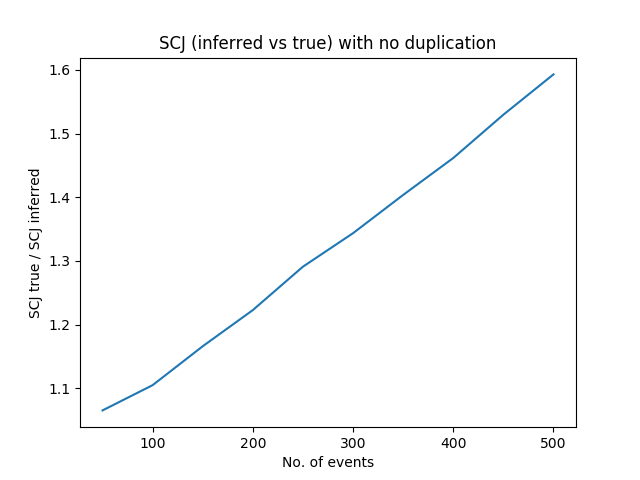 SCJ (inferred vs true) with no duplication
SCJ true / SCJ inferred
1.6
1.5
1.4
1.3
1.2
1.1
100 200 300 400 500
No. of events